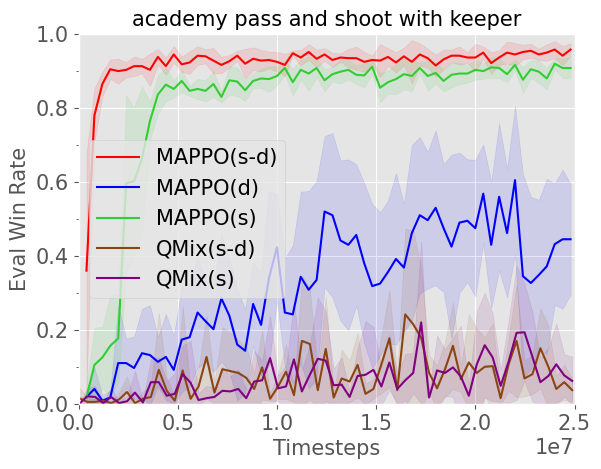 academy pass and shoot with keeper
Eval Win Rate
1.0
0.8
0.6
0.4
0.2
0.0
MAPPO(s-d)
MAPPO(d)
MAPPO(s)
QMix(s-d)
QMix(s)
0.0 0.5 1.0 1.5 2.0 2.5
Timesteps
1e7